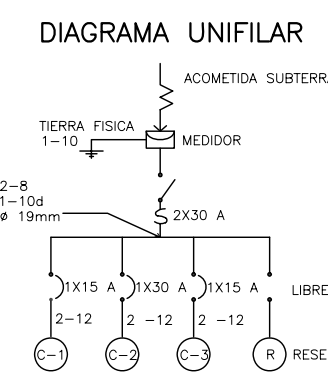 DIAGRAMA UNIFILAR
ACOMETIDA SUBTERRA
TIERRA FISICA
1-10
MEDIDOR
2-8
1-10d
ø 19mm
2X30 A
1X15 A
1X30 A
1X15 A
LIBRE
2-12
2 -12
2 -12
C-1
C-2
C-3
R
RESE